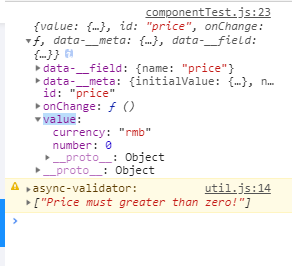 componentTest.js:23
{value: {…}, id: "price", onChange:
ƒ, data-__meta: {…}, data-__field:
{…}} i
▶ data-__field: {name: "price"}
▶ data-__meta: {initialValue: {…}, n…
id: "price"
▶ onChange: ƒ ()
▼ value:
currency: "rmb"
number: 0
▶ __proto__: Object
▶ __proto__: Object
async-validator: util.js:14
▶ ["Price must greater than zero!"]